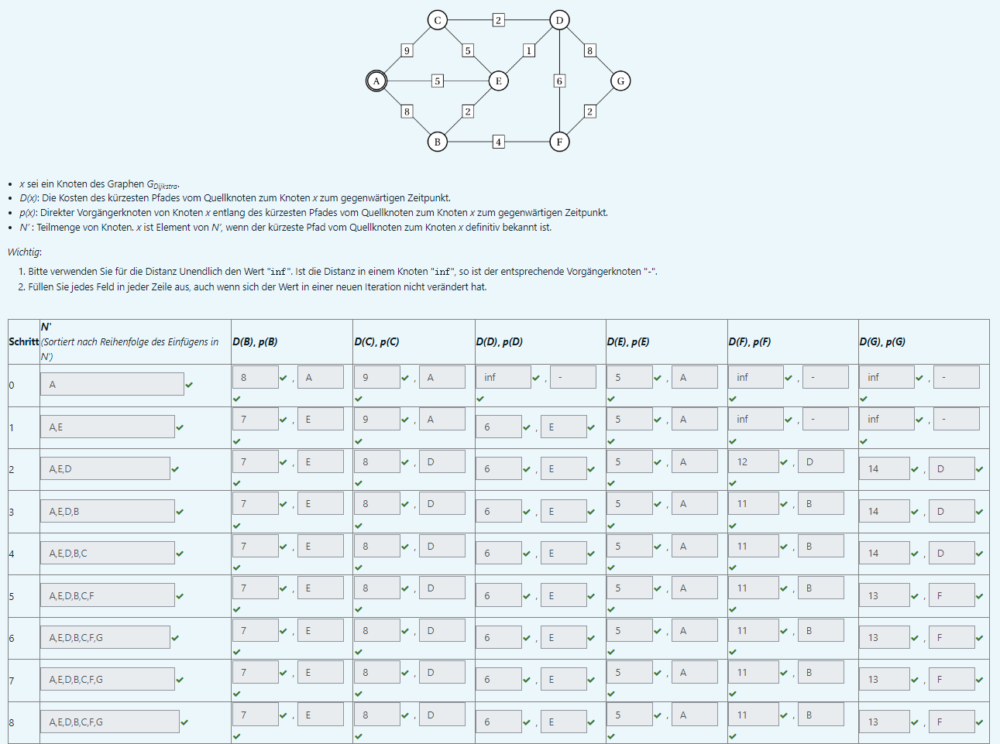 C 2 D
9 5 1 8
A 5 E 6 G
8 2 2
B 4 F
• x sei ein Knoten des Graphen G_Dijkstra.
• D(x): Die Kosten des kürzesten Pfades vom Quellknoten zum Knoten x zum gegenwärtigen Zeitpunkt.
• p(x): Direkter Vorgängerknoten von Knoten x entlang des kürzesten Pfades vom Quellknoten zum Knoten x zum gegenwärtigen Zeitpunkt.
• N' : Teilmenge von Knoten. x ist Element von N', wenn der kürzeste Pfad vom Quellknoten zum Knoten x definitiv bekannt ist.
Wichtig:
1. Bitte verwenden Sie für die Distanz Unendlich den Wert "inf". Ist die Distanz in einem Knoten "inf", so ist der entsprechende Vorgängerknoten "-".
2. Füllen Sie jedes Feld in jeder Zeile aus, auch wenn sich der Wert in einer neuen Iteration nicht verändert hat.
Schritt N' (Sortiert nach Reihenfolge des Einfügens in N') D(B), p(B) D(C), p(C) D(D), p(D) D(E), p(E) D(F), p(F) D(G), p(G)
0 A 8 , A 9 , A inf , - 5 , A inf , - inf , -
1 A,E 7 , E 9 , A 6 , E 5 , A inf , - inf , -
2 A,E,D 7 , E 8 , D 6 , E 5 , A 12 , D 14 , D
3 A,E,D,B 7 , E 8 , D 6 , E 5 , A 11 , B 14 , D
4 A,E,D,B,C 7 , E 8 , D 6 , E 5 , A 11 , B 14 , D
5 A,E,D,B,C,F 7 , E 8 , D 6 , E 5 , A 11 , B 13 , F
6 A,E,D,B,C,F,G 7 , E 8 , D 6 , E 5 , A 11 , B 13 , F
7 A,E,D,B,C,F,G 7 , E 8 , D 6 , E 5 , A 11 , B 13 , F
8 A,E,D,B,C,F,G 7 , E 8 , D 6 , E 5 , A 11 , B 13 , F